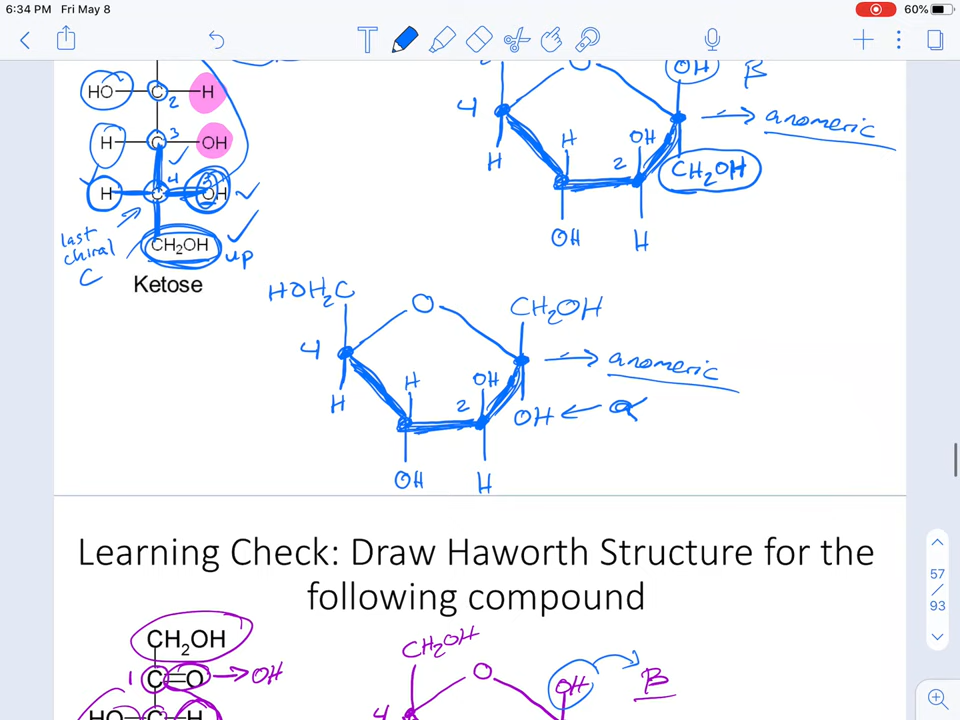 6:34 PM Fri May 8 60%
T
HO C H OH β
2
4 anomeric
H C OH H OH
3 2
H CH2OH
H C OH
4
last chiral C
CH2OH up OH H
Ketose
HOH2C O CH2OH
4 anomeric
H OH
H 2 OH ← α
OH H
Learning Check: Draw Haworth Structure for the
following compound
CH2OH CH2OH
O
1 C=O → OH OH β
4
HO C H
57
/
93